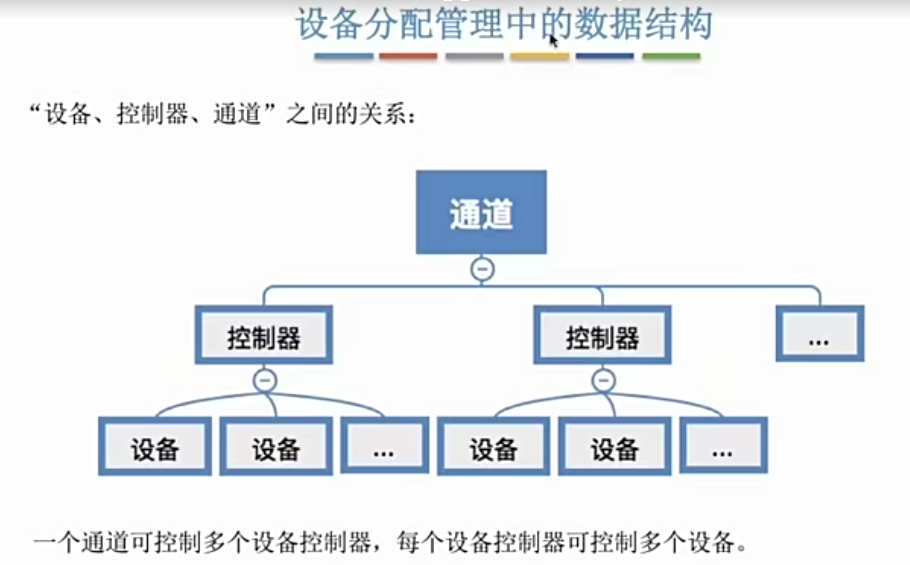 设备分配管理中的数据结构
“设备、控制器、通道”之间的关系：
通道
控制器 控制器 ...
设备 设备 ... 设备 设备 ...
一个通道可控制多个设备控制器，每个设备控制器可控制多个设备。